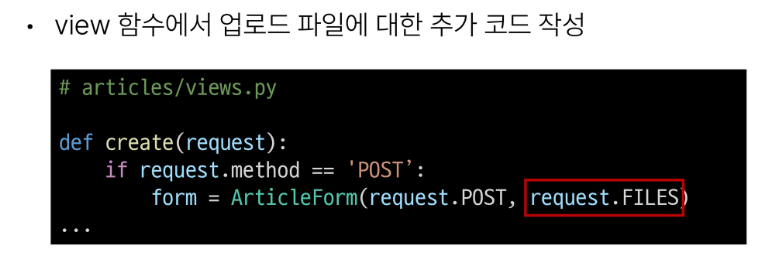 • view 함수에서 업로드 파일에 대한 추가 코드 작성
# articles/views.py
def create(request):
    if request.method == 'POST’:
        form = ArticleForm(request.POST, request.FILES)
...